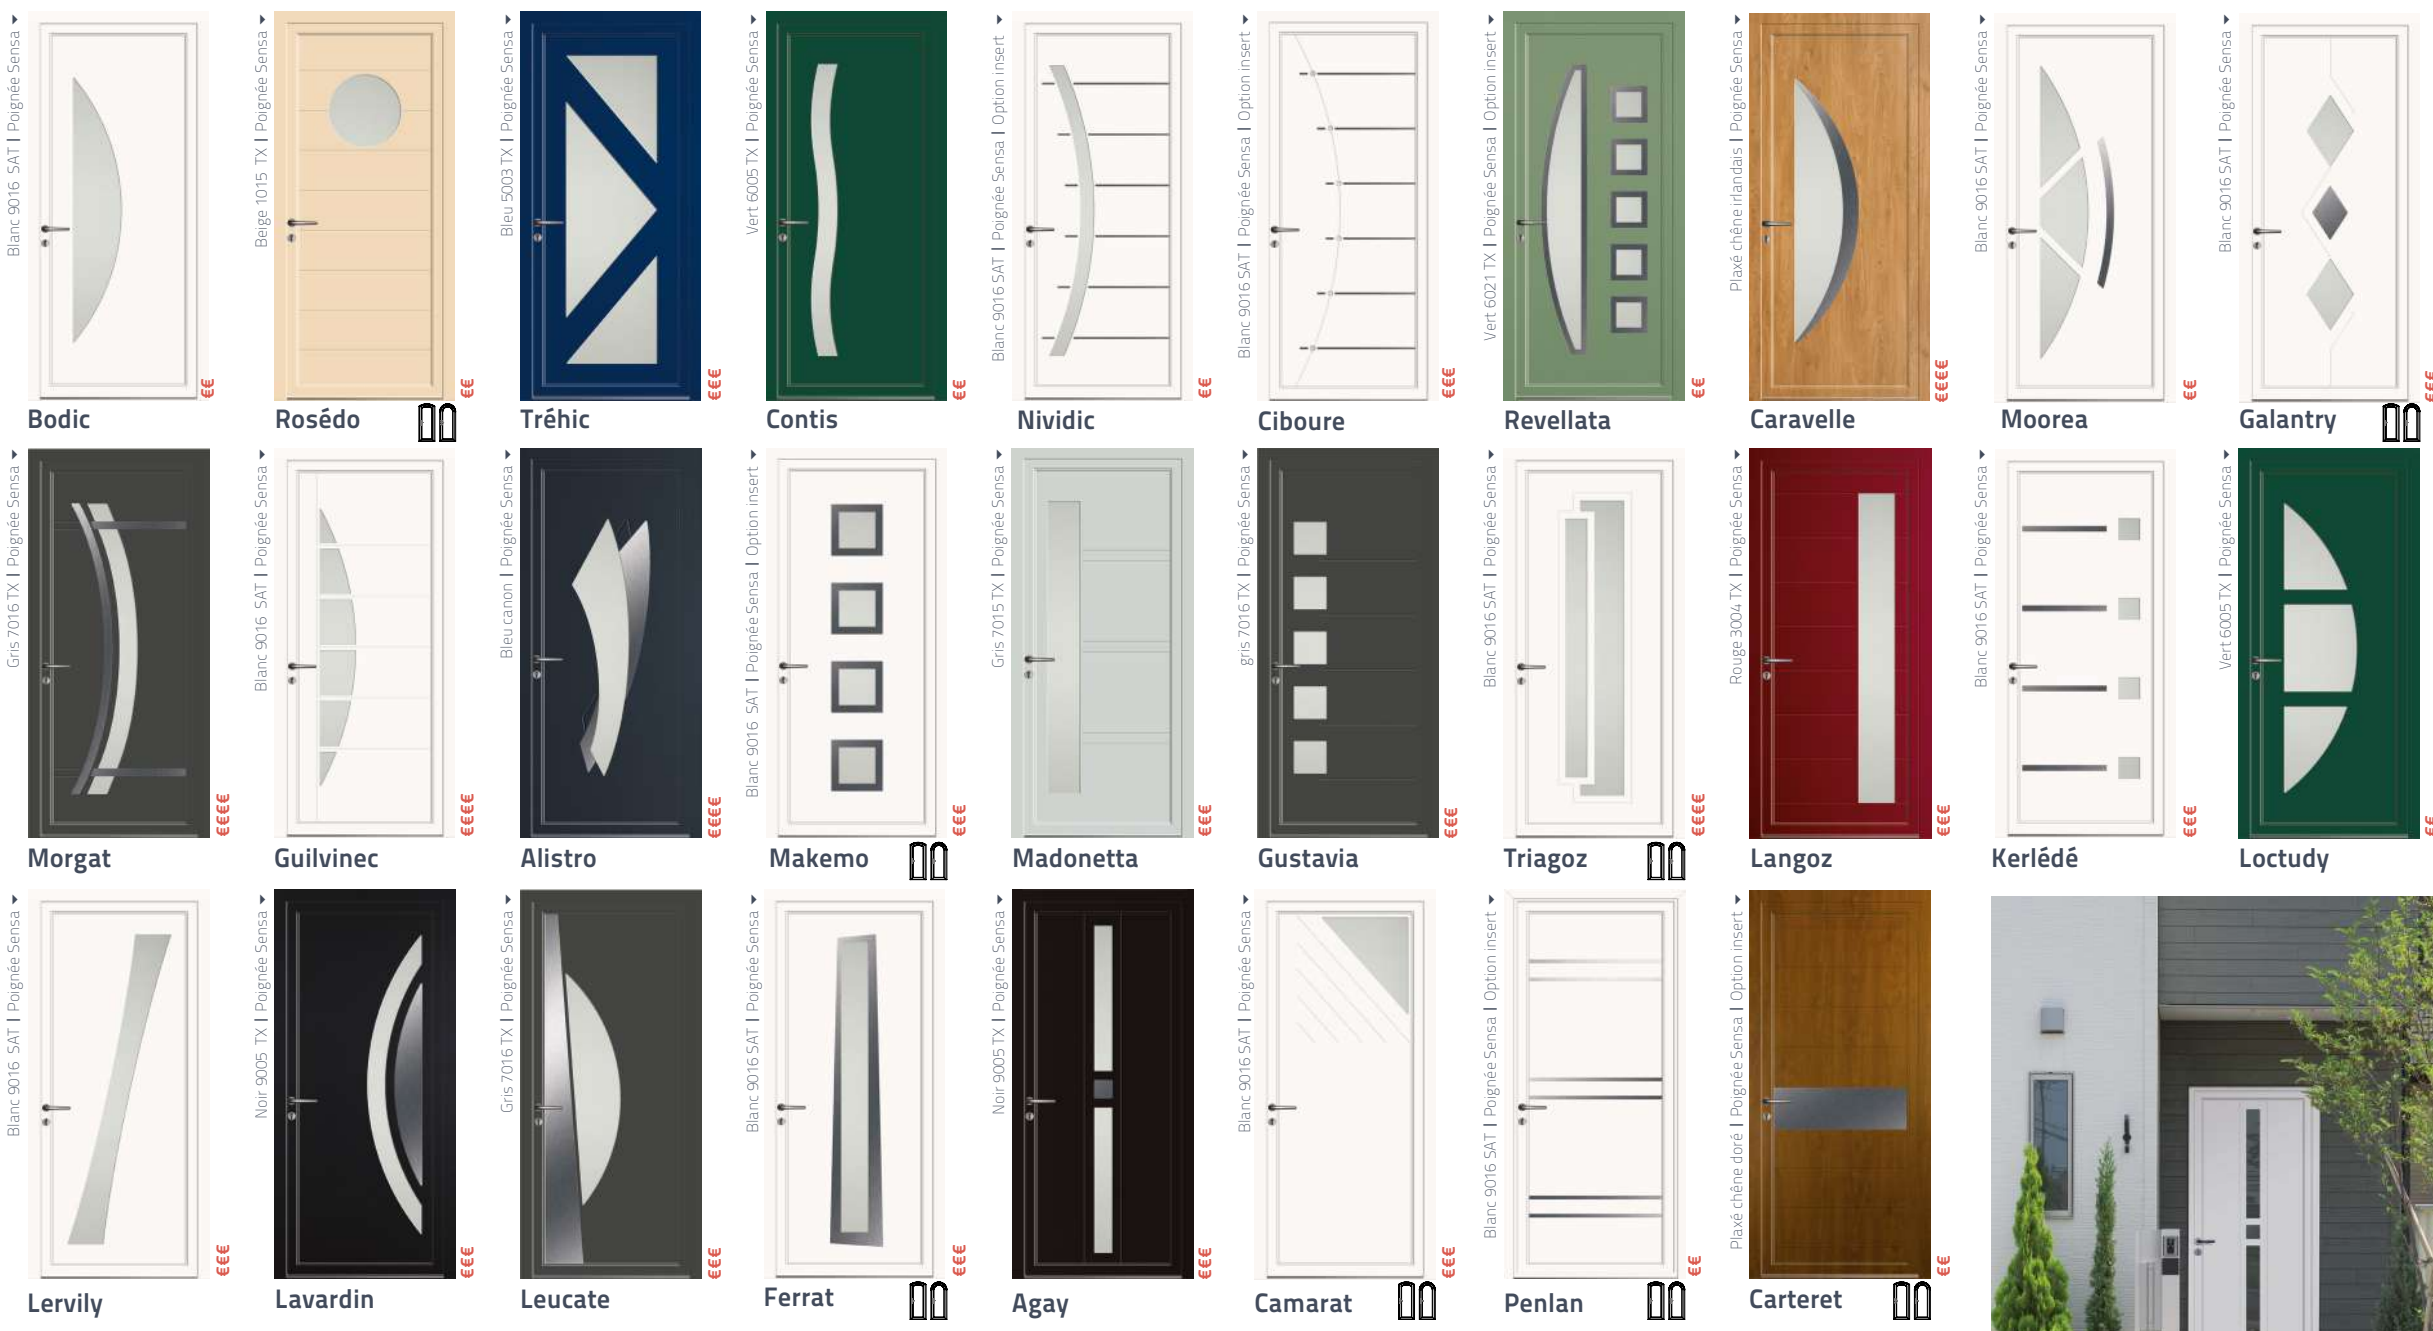 Blanc 9016 SAT | Poignée Sensa
€€
Bodic
Beige 1015 TX | Poignée Sensa
€€
Rosédo
Bleu 5003 TX | Poignée Sensa
€€€
Tréhic
Vert 6005 TX | Poignée Sensa
€€
Contis
Blanc 9016 SAT | Poignée Sensa | Option insert
€€
Nividic
Blanc 9016 SAT | Poignée Sensa | Option insert
€€€
Ciboure
Vert 6021 TX | Poignée Sensa | Option insert
€€
Revellata
Plaxé chêne irlandais | Poignée Sensa
€€€€
Caravelle
Blanc 9016 SAT | Poignée Sensa
€€
Moorea
Blanc 9016 SAT | Poignée Sensa
€€€
Galantry
Gris 7016 TX | Poignée Sensa
€€€€
Morgat
Blanc 9016 SAT | Poignée Sensa
€€€€
Guilvinec
Bleu canon | Poignée Sensa
€€€€
Alistro
Blanc 9016 SAT | Poignée Sensa | Option insert
€€€
Makemo
Gris 7015 TX | Poignée Sensa
€€€
Madonetta
gris 7016 TX | Poignée Sensa
€€€
Gustavia
Blanc 9016 SAT | Poignée Sensa
€€€€
Triagoz
Rouge 3004 TX | Poignée Sensa
€€€
Langoz
Blanc 9016 SAT | Poignée Sensa
€€€
Kerlédé
Vert 6005 TX | Poignée Sensa
€€
Loctudy
Blanc 9016 SAT | Poignée Sensa
€€€
Lervily
Noir 9005 TX | Poignée Sensa
€€€
Lavardin
Gris 7016 TX | Poignée Sensa
€€€
Leucate
Blanc 9016 SAT | Poignée Sensa
€€€
Ferrat
Noir 9005 TX | Poignée Sensa
€€€
Agay
Blanc 9016 SAT | Poignée Sensa
€€€
Camarat
Blanc 9016 SAT | Poignée Sensa | Option insert
€€
Penlan
Plaxé chêne doré | Poignée Sensa | Option insert
€€
Carteret